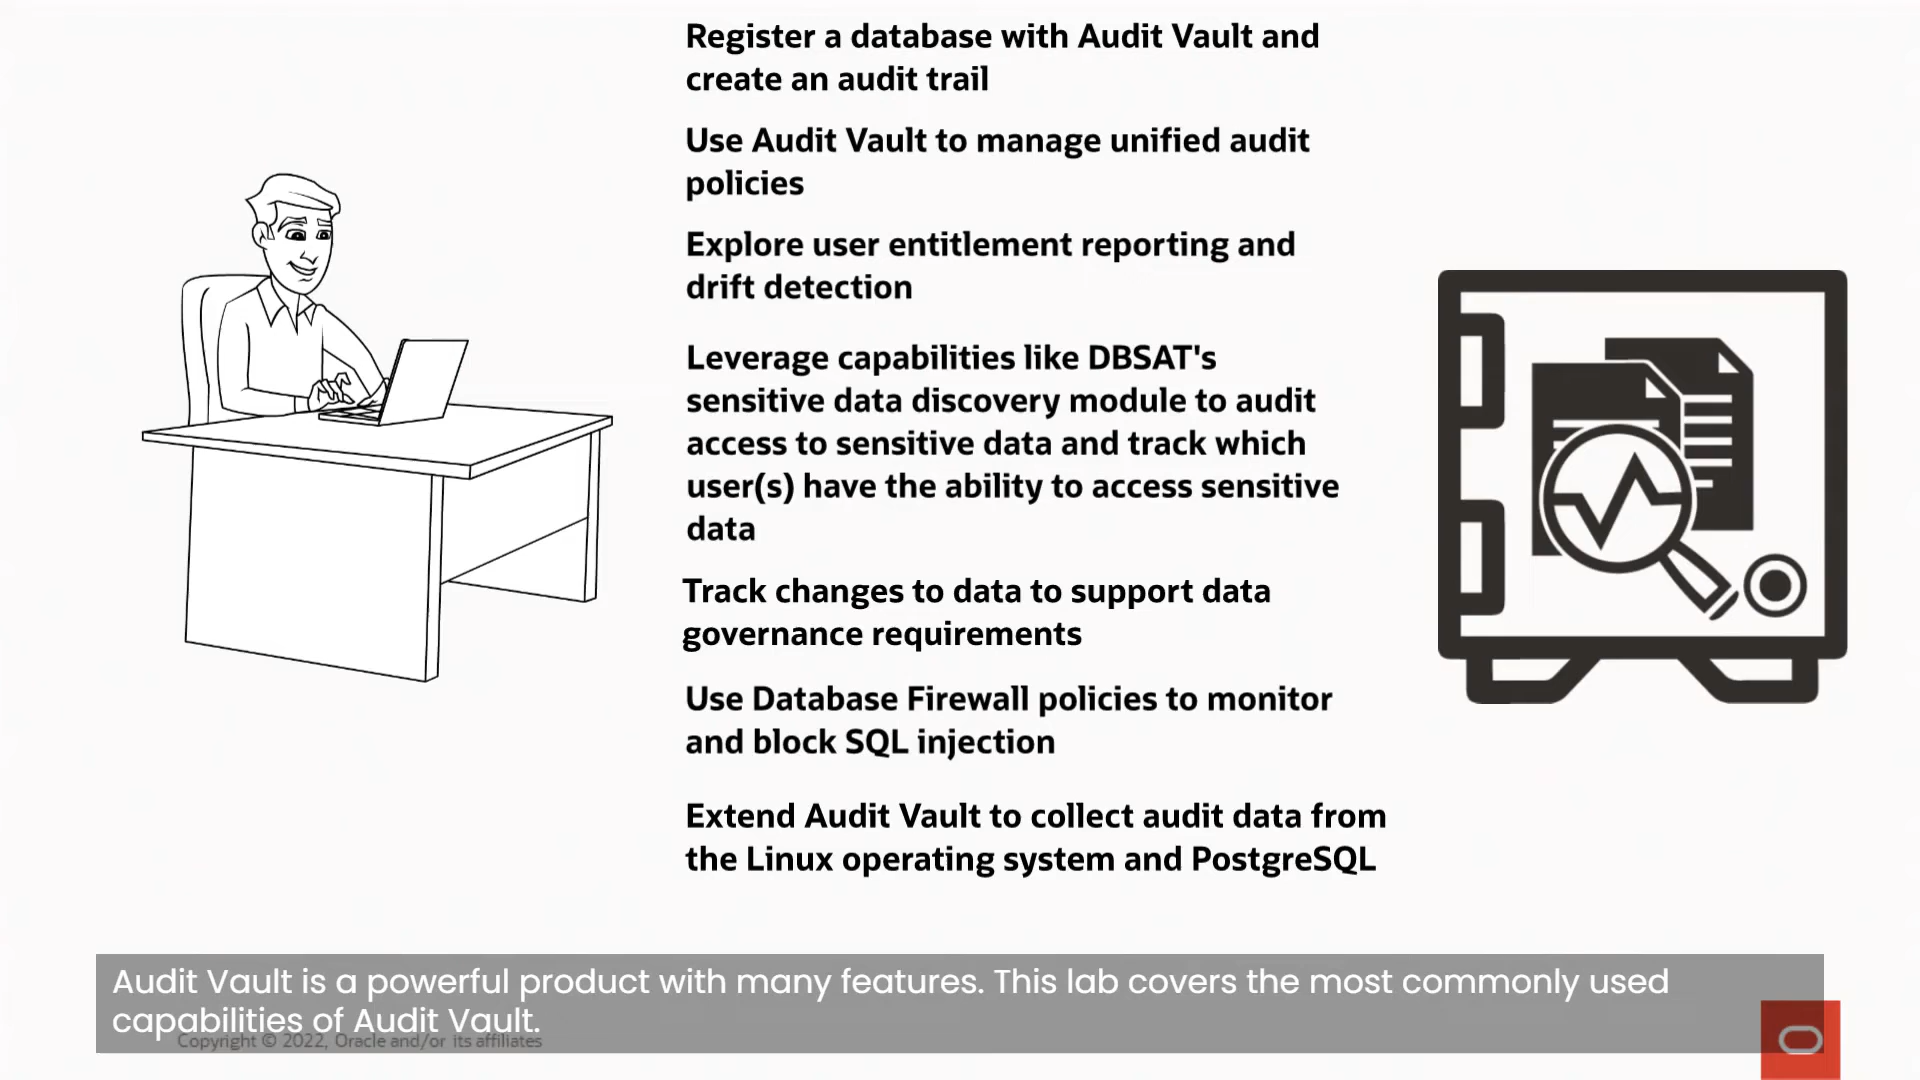 Register a database with Audit Vault and
create an audit trail
Use Audit Vault to manage unified audit
policies
Explore user entitlement reporting and
drift detection
Leverage capabilities like DBSAT's
sensitive data discovery module to audit
access to sensitive data and track which
user(s) have the ability to access sensitive
data
Track changes to data to support data
governance requirements
Use Database Firewall policies to monitor
and block SQL injection
Extend Audit Vault to collect audit data from
the Linux operating system and PostgreSQL
Audit Vault is a powerful product with many features. This lab covers the most commonly used
capabilities of Audit Vault.
Copyright © 2022, Oracle and/or its affiliates